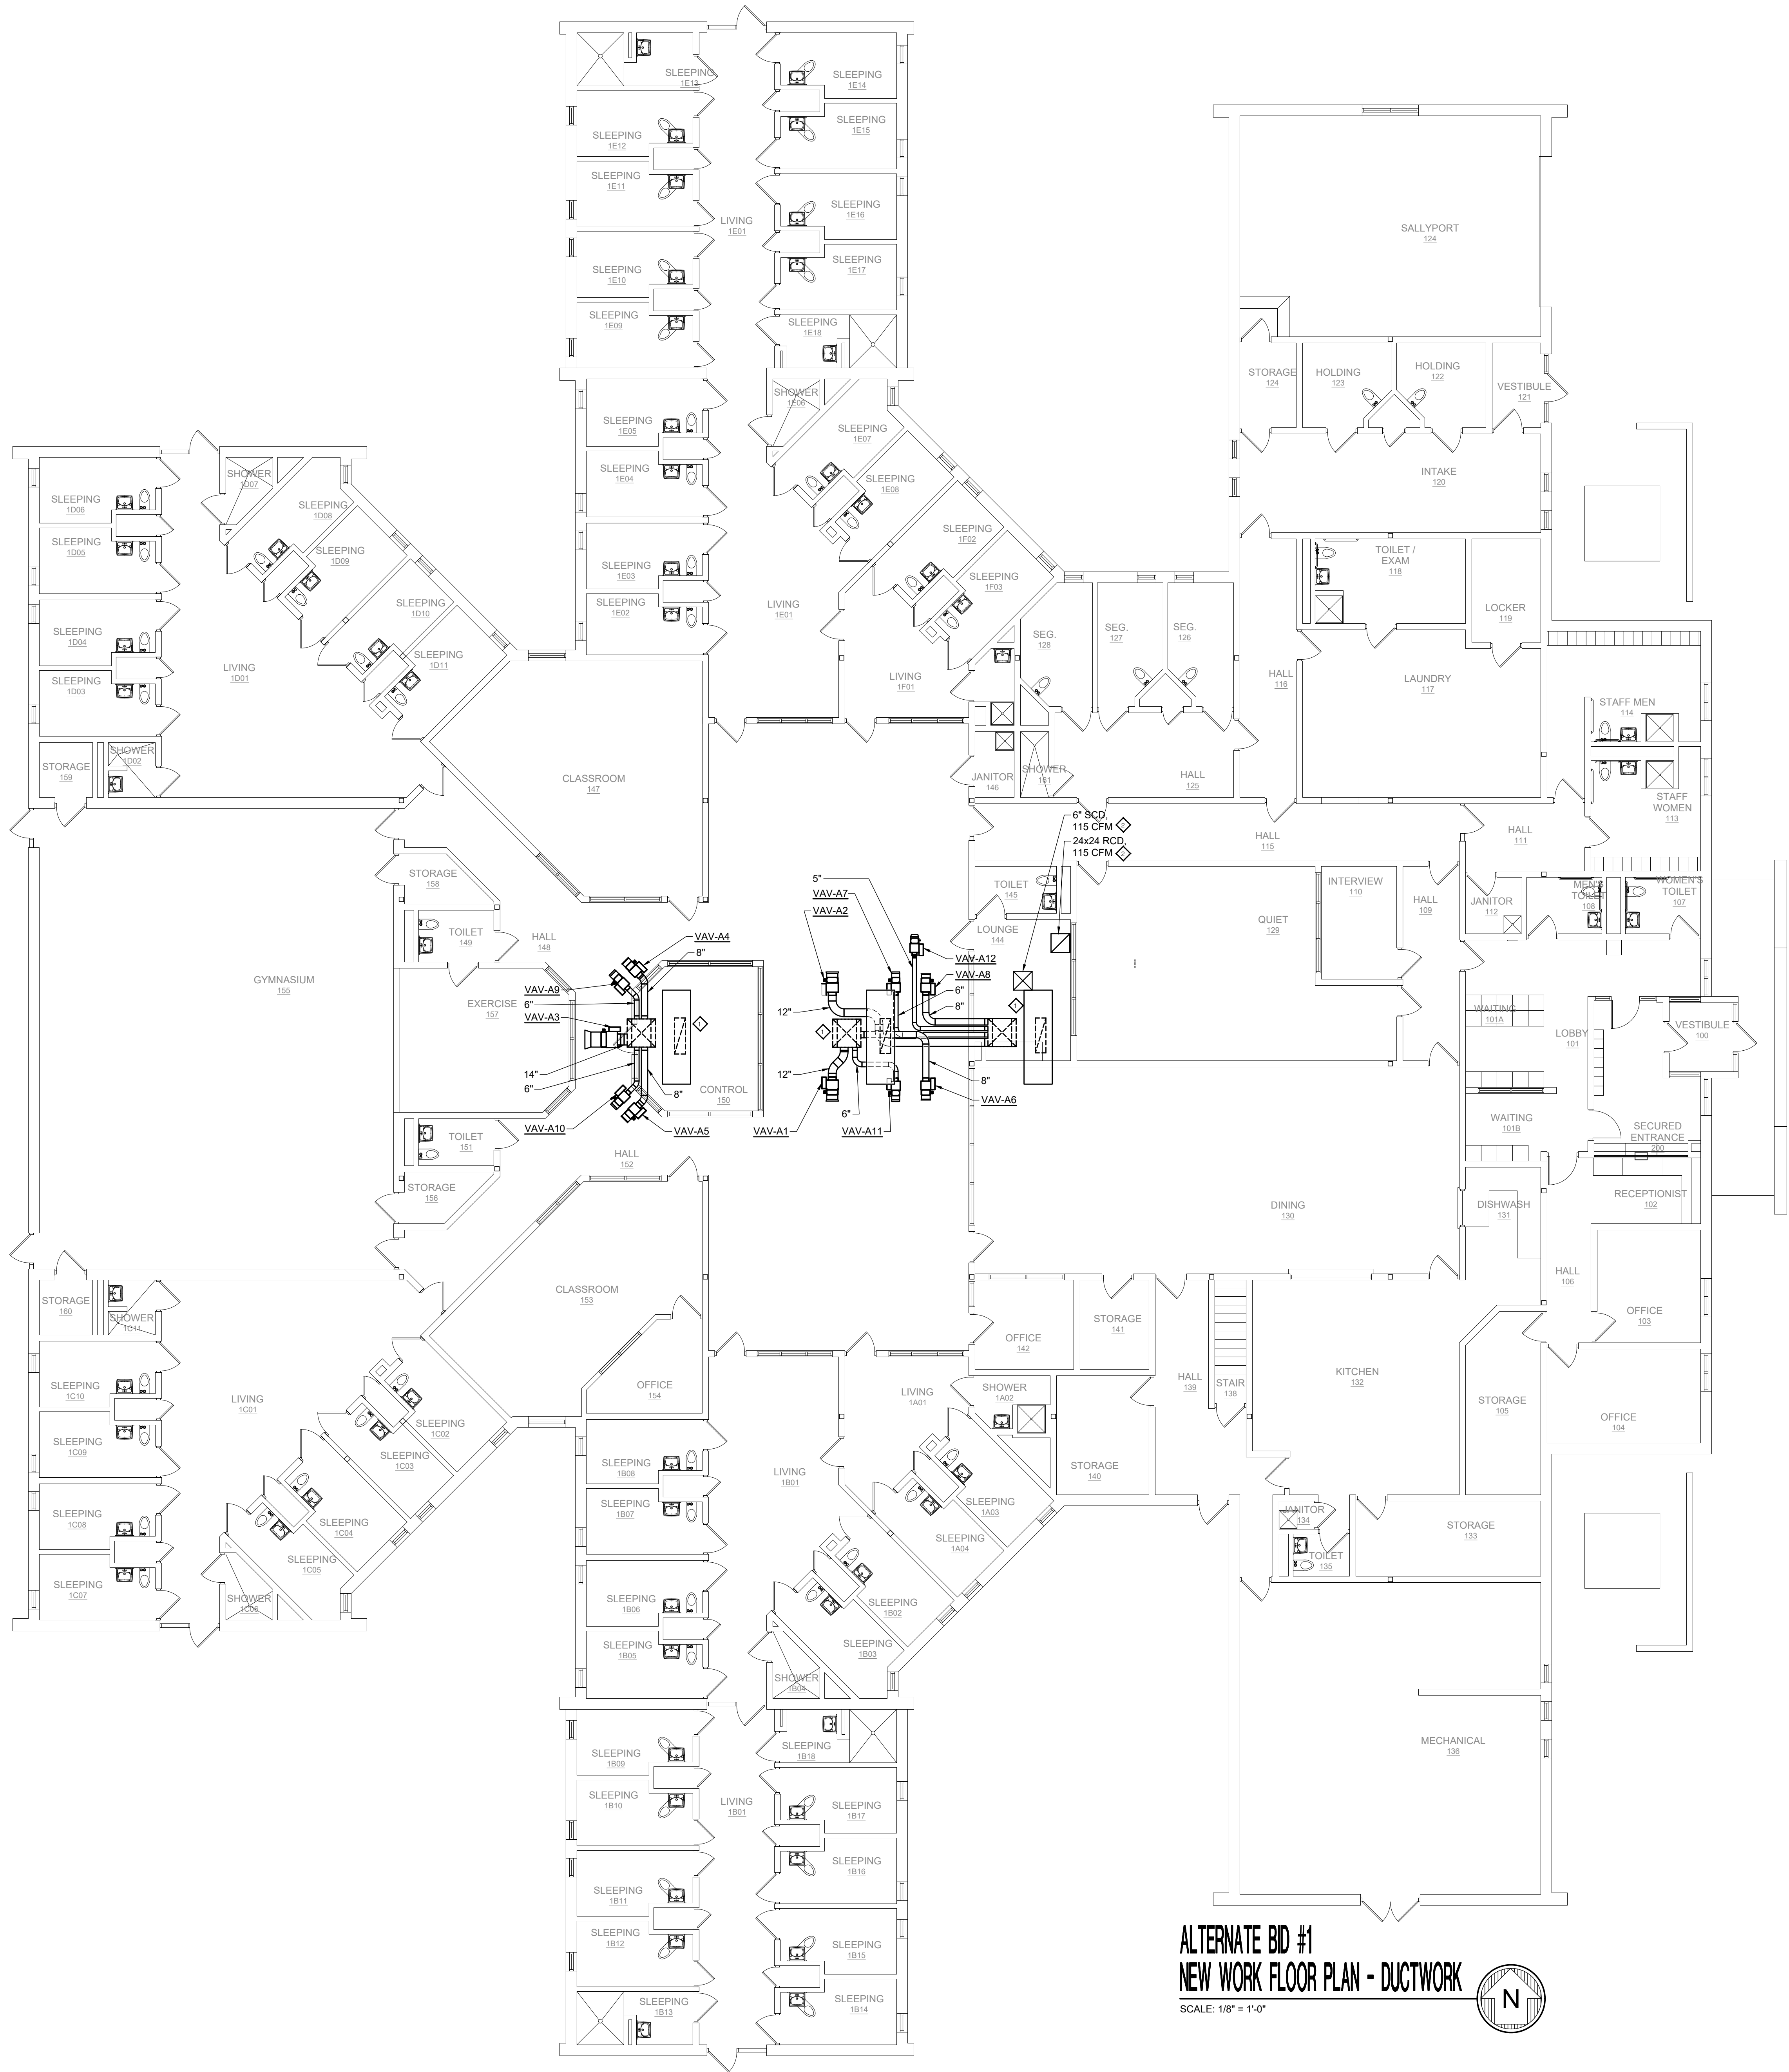 SLEEPING
1E13
SLEEPING
1E14
SLEEPING
1E12
SLEEPING
1E15
SLEEPING
1E11
SLEEPING
1E16
LIVING
1E01
SLEEPING
1E10
SLEEPING
1E17
SLEEPING
1E09
SLEEPING
1E18
SALLYPORT
124
STORAGE
124
HOLDING
123
HOLDING
122
VESTIBULE
121
SHOWER
1E06
SLEEPING
1E05
SLEEPING
1E07
SLEEPING
1E04
SLEEPING
1E08
INTAKE
120
SHOWER
1D07
SLEEPING
1D06
SLEEPING
1D08
SLEEPING
1D05
SLEEPING
1D09
SLEEPING
1F02
SLEEPING
1E03
SLEEPING
1F03
TOILET /
EXAM
118
LOCKER
119
SLEEPING
1D04
SLEEPING
1D10
SLEEPING
1E02
LIVING
1E01
SEG.
128
SEG.
127
SEG.
126
SLEEPING
1D03
LIVING
1D01
SLEEPING
1D11
LIVING
1F01
HALL
116
LAUNDRY
117
STAFF MEN
114
STORAGE
159
SHOWER
1D02
CLASSROOM
147
JANITOR
146
SHOWER
161
HALL
125
STAFF
WOMEN
113
6" SCD,
115 CFM 2
24x24 RCD,
115 CFM 2
HALL
115
HALL
111
STORAGE
158
5"
VAV-A7
VAV-A2
TOILET
145
INTERVIEW
110
HALL
109
JANITOR
112
MEN'S
TOILET
108
WOMEN'S
TOILET
107
TOILET
149
HALL
148
LOUNGE
144
QUIET
129
VAV-A4
8"
VAV-A12
VAV-A8
GYMNASIUM
155
EXERCISE
157
VAV-A9
6"
VAV-A3
6"
8"
12"
1
1
1
WAITING
101A
LOBBY
101
VESTIBULE
100
14"
6"
8"
CONTROL
150
12"
6"
8"
VAV-A6
VAV-A10
VAV-A5
VAV-A1
VAV-A11
TOILET
151
HALL
152
WAITING
101B
SECURED
ENTRANCE
200
STORAGE
156
DINING
130
DISHWASH
131
RECEPTIONIST
102
HALL
106
OFFICE
103
STORAGE
160
SHOWER
1C11
CLASSROOM
153
OFFICE
142
STORAGE
141
SLEEPING
1C10
LIVING
1C01
OFFICE
154
LIVING
1A01
SHOWER
1A02
HALL
139
STAIR
138
KITCHEN
132
STORAGE
105
OFFICE
104
SLEEPING
1C09
SLEEPING
1C02
SLEEPING
1C03
SLEEPING
1B08
LIVING
1B01
STORAGE
140
SLEEPING
1C08
SLEEPING
1C04
SLEEPING
1B07
SLEEPING
1A03
SLEEPING
1A04
JANITOR
134
STORAGE
133
TOILET
135
SLEEPING
1C07
SLEEPING
1C05
SHOWER
1C06
SLEEPING
1B06
SLEEPING
1B02
SLEEPING
1B05
SLEEPING
1B03
SHOWER
1B04
SLEEPING
1B09
SLEEPING
1B18
MECHANICAL
136
SLEEPING
1B10
LIVING
1B01
SLEEPING
1B17
SLEEPING
1B11
SLEEPING
1B16
SLEEPING
1B12
SLEEPING
1B15
SLEEPING
1B13
SLEEPING
1B14
ALTERNATE BID #1
NEW WORK FLOOR PLAN - DUCTWORK
SCALE: 1/8" = 1'-0"
N